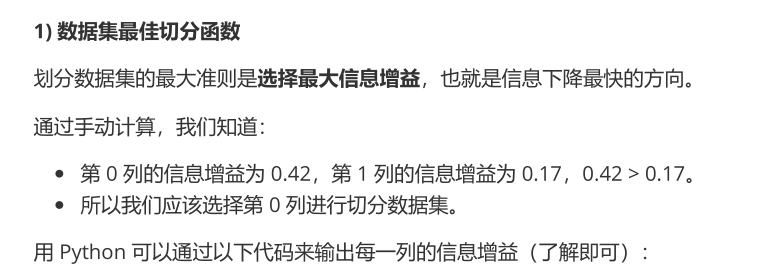 1) 数据集最佳切分函数
划分数据集的最大准则是选择最大信息增益，也就是信息下降最快的方向。
通过手动计算，我们知道：
• 第 0 列的信息增益为 0.42，第 1 列的信息增益为 0.17，0.42 > 0.17。
• 所以我们应该选择第 0 列进行切分数据集。
用 Python 可以通过以下代码来输出每一列的信息增益（了解即可）：